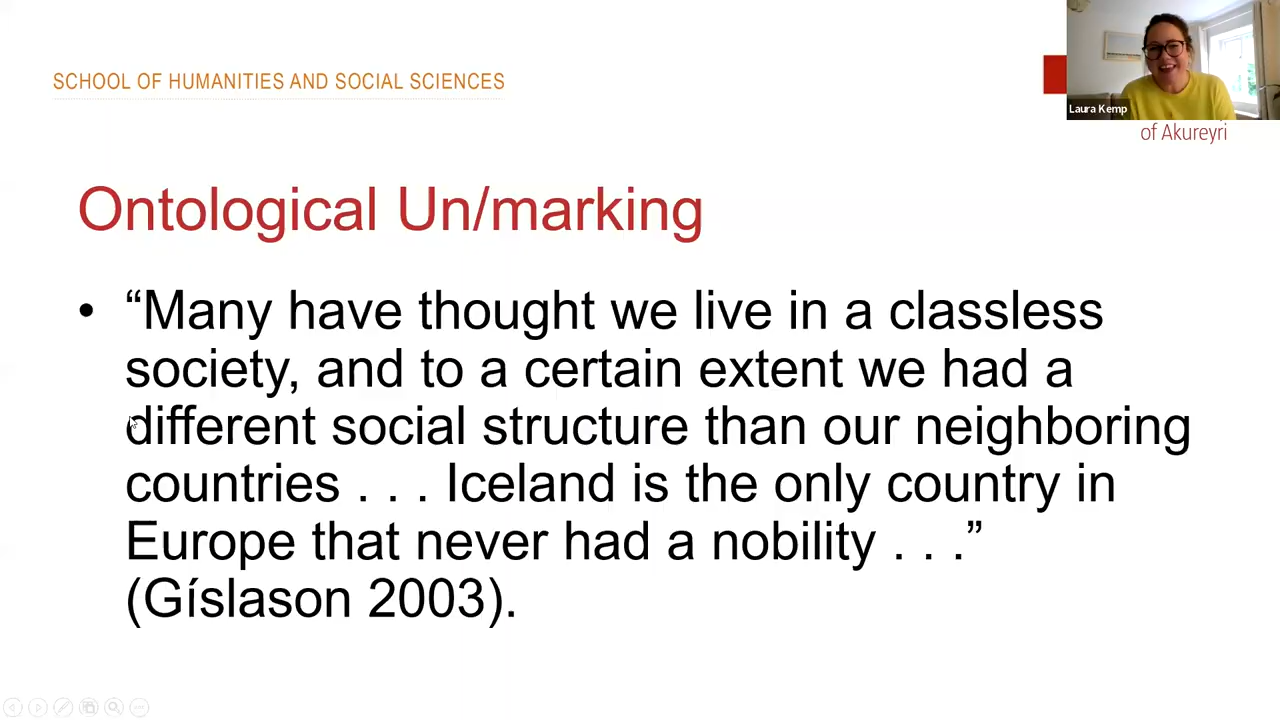 SCHOOL OF HUMANITIES AND SOCIAL SCIENCES
Laura Kemp
of Akureyri
Ontological Un/marking
• “Many have thought we live in a classless
society, and to a certain extent we had a
different social structure than our neighboring
countries . . . Iceland is the only country in
Europe that never had a nobility . . .”
(Gíslason 2003).